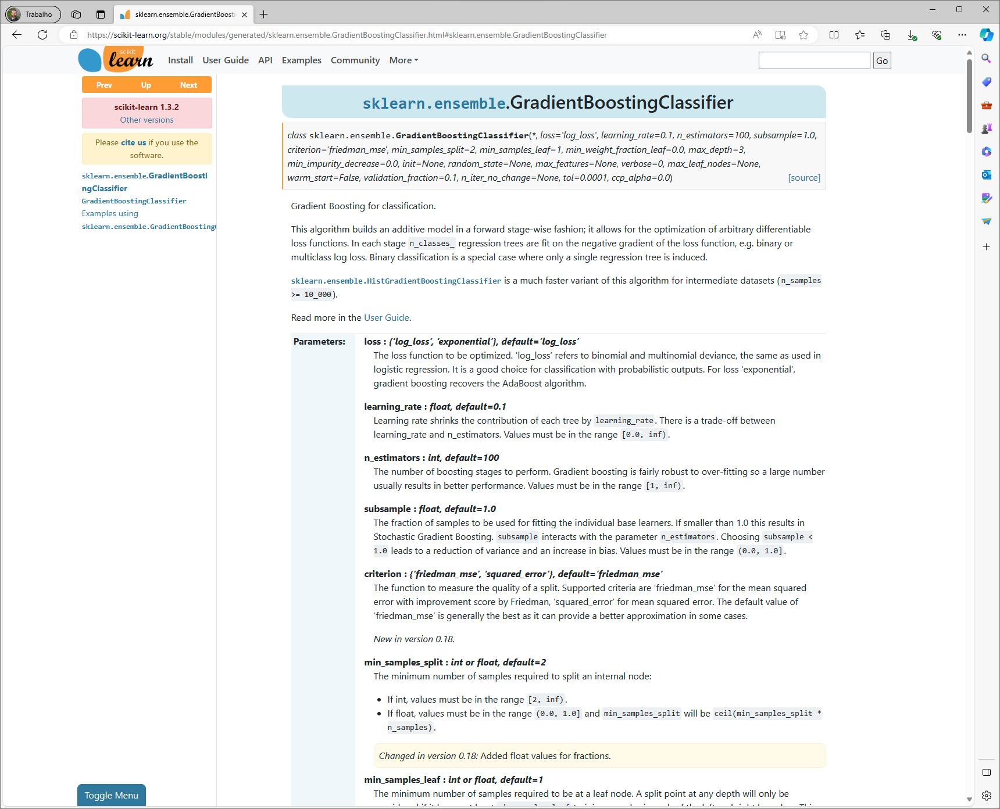 Trabalho
sklearn.ensemble.GradientBoosti
https://scikit-learn.org/stable/modules/generated/sklearn.ensemble.GradientBoostingClassifier.html#sklearn.ensemble.GradientBoostingClassifier
scikit
learn
Install User Guide API Examples Community More
Go
Prev Up Next
scikit-learn 1.3.2
Other versions
Please cite us if you use the
software.
sklearn.ensemble.GradientBoosti
ngClassifier
GradientBoostingClassifier
Examples using
sklearn.ensemble.GradientBoosting
Toggle Menu
sklearn.ensemble.GradientBoostingClassifier
class sklearn.ensemble.GradientBoostingClassifier(*, loss='log_loss', learning_rate=0.1, n_estimators=100, subsample=1.0,
criterion='friedman_mse', min_samples_split=2, min_samples_leaf=1, min_weight_fraction_leaf=0.0, max_depth=3,
min_impurity_decrease=0.0, init=None, random_state=None, max_features=None, verbose=0, max_leaf_nodes=None,
warm_start=False, validation_fraction=0.1, n_iter_no_change=None, tol=0.0001, ccp_alpha=0.0) [source]
Gradient Boosting for classification.
This algorithm builds an additive model in a forward stage-wise fashion; it allows for the optimization of arbitrary differentiable
loss functions. In each stage n_classes_ regression trees are fit on the negative gradient of the loss function, e.g. binary or
multiclass log loss. Binary classification is a special case where only a single regression tree is induced.
sklearn.ensemble.HistGradientBoostingClassifier is a much faster variant of this algorithm for intermediate datasets (n_samples
>= 10_000).
Read more in the User Guide.
Parameters:
loss : {'log_loss', 'exponential'}, default='log_loss'
The loss function to be optimized. 'log_loss' refers to binomial and multinomial deviance, the same as used in
logistic regression. It is a good choice for classification with probabilistic outputs. For loss 'exponential',
gradient boosting recovers the AdaBoost algorithm.
learning_rate : float, default=0.1
Learning rate shrinks the contribution of each tree by learning_rate. There is a trade-off between
learning_rate and n_estimators. Values must be in the range [0.0, inf).
n_estimators : int, default=100
The number of boosting stages to perform. Gradient boosting is fairly robust to over-fitting so a large number
usually results in better performance. Values must be in the range [1, inf).
subsample : float, default=1.0
The fraction of samples to be used for fitting the individual base learners. If smaller than 1.0 this results in
Stochastic Gradient Boosting. subsample interacts with the parameter n_estimators. Choosing subsample <
1.0 leads to a reduction of variance and an increase in bias. Values must be in the range (0.0, 1.0].
criterion : {'friedman_mse', 'squared_error'}, default='friedman_mse'
The function to measure the quality of a split. Supported criteria are 'friedman_mse' for the mean squared
error with improvement score by Friedman, 'squared_error' for mean squared error. The default value of
'friedman_mse' is generally the best as it can provide a better approximation in some cases.
New in version 0.18.
min_samples_split : int or float, default=2
The minimum number of samples required to split an internal node:
• If int, values must be in the range [2, inf).
• If float, values must be in the range (0.0, 1.0] and min_samples_split will be ceil(min_samples_split *
n_samples).
Changed in version 0.18: Added float values for fractions.
min_samples_leaf : int or float, default=1
The minimum number of samples required to be at a leaf node. A split point at any depth will only be